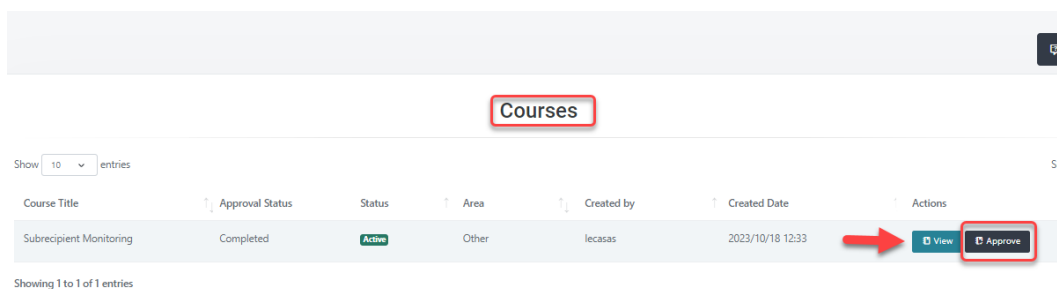 Courses
Show 10 entries
S
Course Title Approval Status Status Area Created by Created Date Actions
Subrecipient Monitoring Completed Active Other lecasas 2023/10/18 12:33 View Approve
Showing 1 to 1 of 1 entries